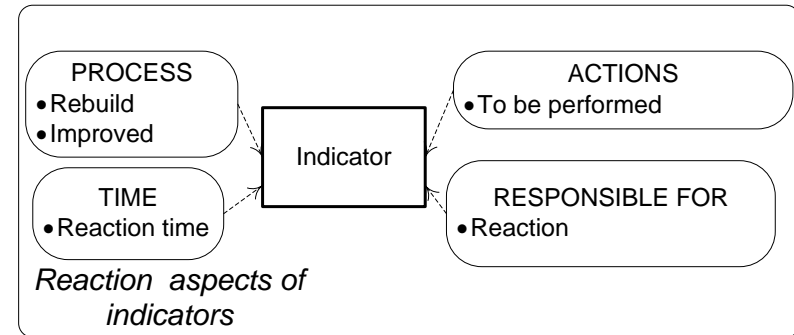 PROCESS
•Rebuild
•Improved
TIME
•Reaction time
Indicator
ACTIONS
•To be performed
RESPONSIBLE FOR
•Reaction
Reaction aspects of
indicators